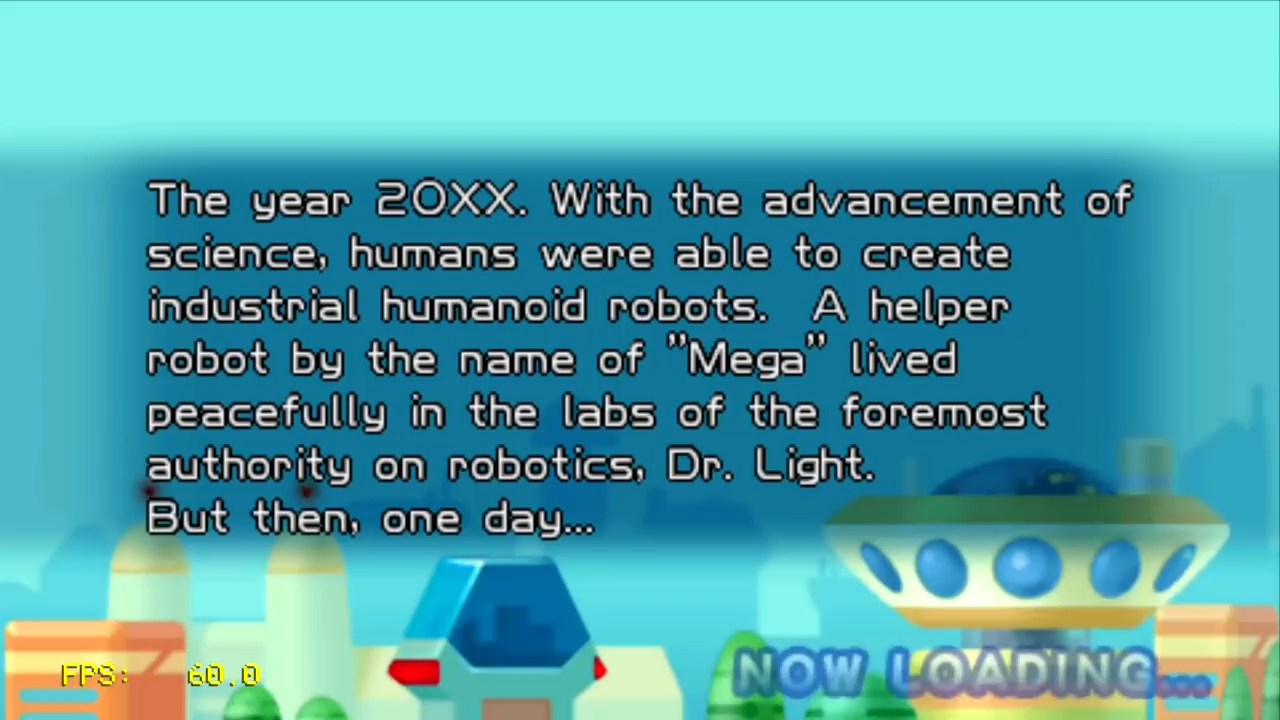 The year 20XX. With the advancement of
science, humans were able to create
industrial humanoid robots.  A helper
robot by the name of "Mega" lived
peacefully in the labs of the foremost
authority on robotics, Dr. Light.
But then, one day...
NOW LOADING...
FPS: 60.0